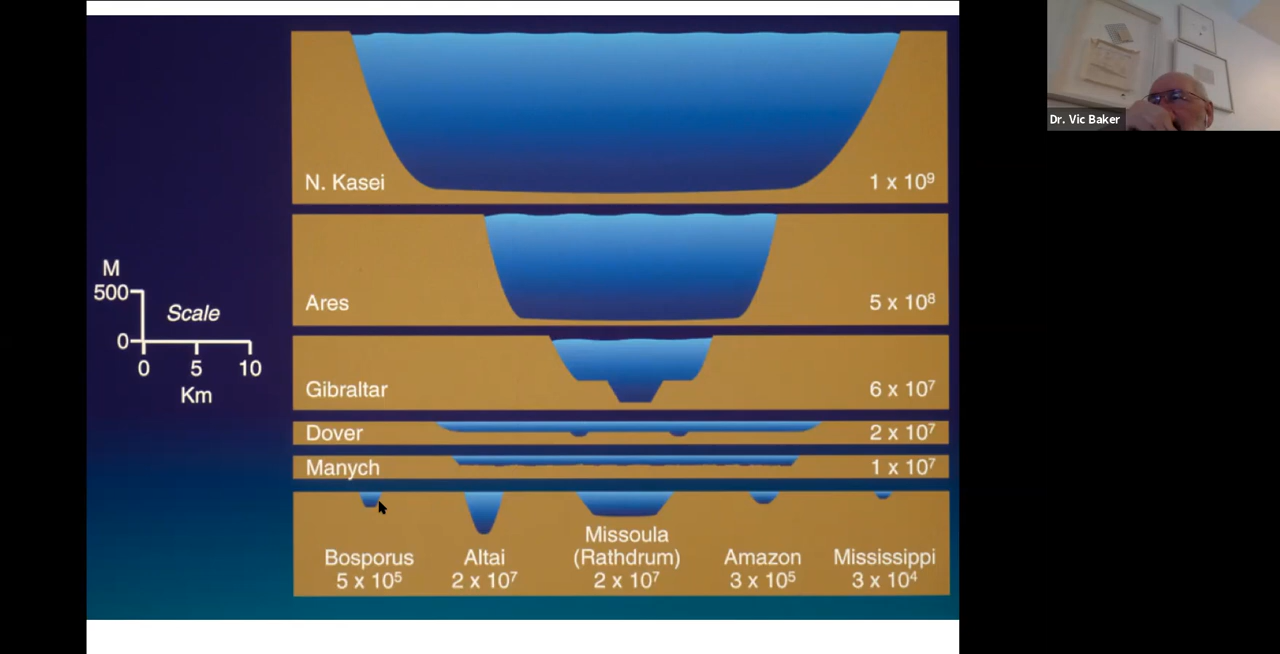 Dr. Vic Baker
N. Kasei
1 x 10⁹
M
500
0
Scale
0 5 10
Km
Ares
5 x 10⁸
Gibraltar
6 x 10⁷
Dover
2 x 10⁷
Manych
1 x 10⁷
Bosporus
5 x 10⁵
Altai
2 x 10⁷
Missoula
(Rathdrum)
2 x 10⁷
Amazon
3 x 10⁵
Mississippi
3 x 10⁴